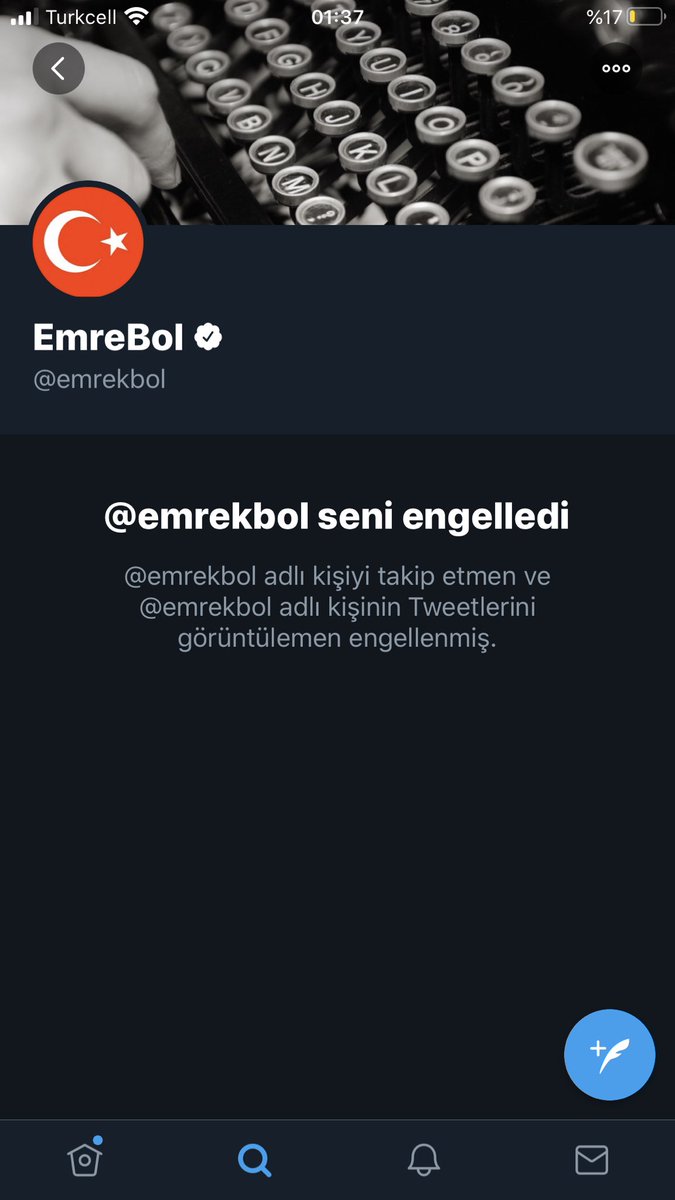 Turkcell 01:37 %17
F G H J K L
V B N M
Y U I O P
EmreBol
@emrekbol
@emrekbol seni engelledi
@emrekbol adlı kişiyi takip etmen ve
@emrekbol adlı kişinin Tweetlerini
görüntülemen engellenmiş.